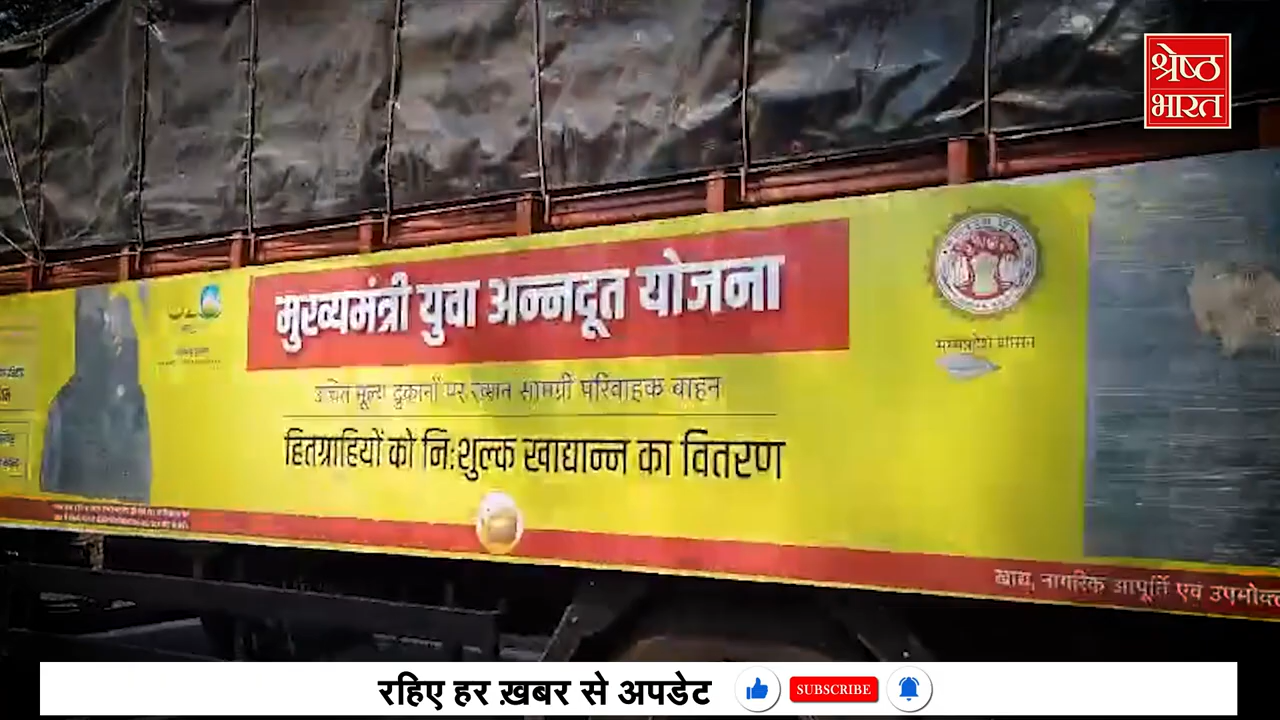 श्रेष्ठ
भारत
मुख्यमंत्री युवा अन्नदूत योजना
उचित मूल्य दुकानों पर राशन सामग्री परिवाहक वाहन
हितग्राहियों को निःशुल्क खाद्यान्न का वितरण
मध्यप्रदेश शासन
खाद्य, नागरिक आपूर्ति एवं
रहिए हर ख़बर से अपडेट
SUBSCRIBE